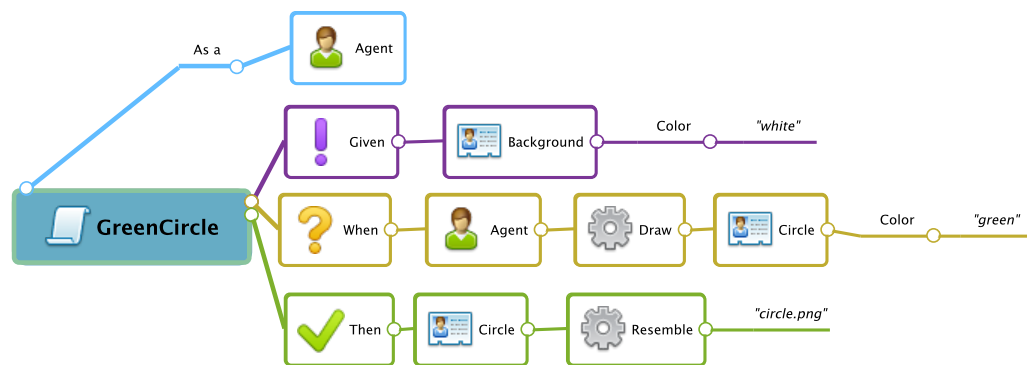 As a
Agent
Given
Background
Color
"white"
GreenCircle
When
Agent
Draw
Circle
Color
"green"
Then
Circle
Resemble
"circle.png"